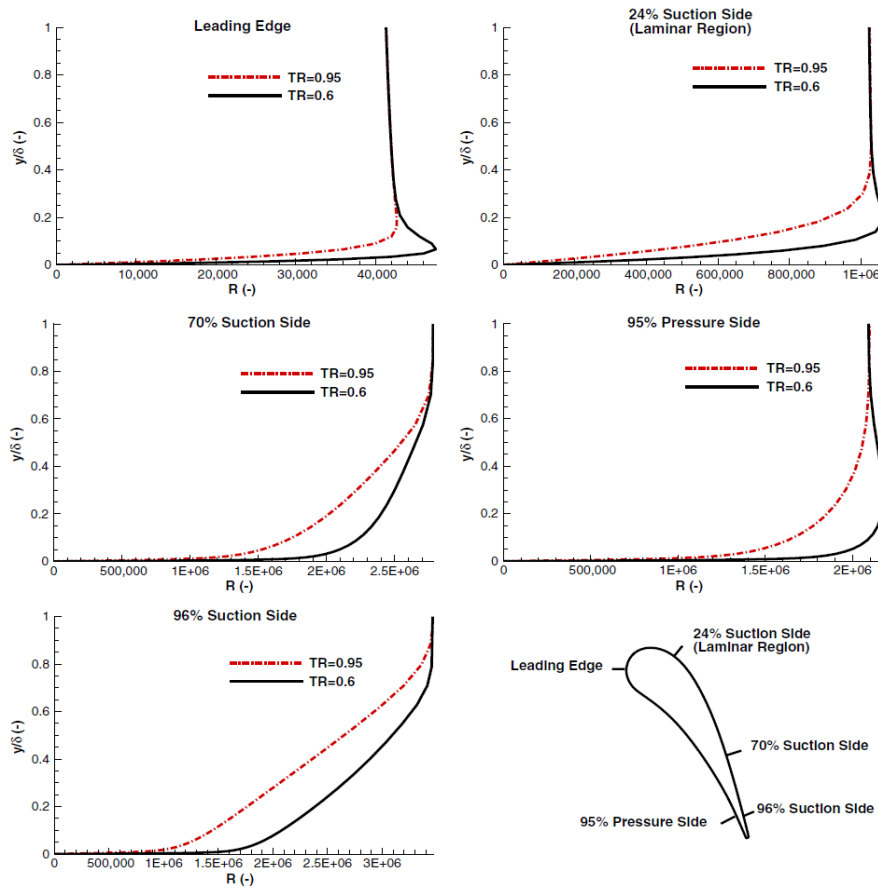 Leading Edge
1
0.8
0.6
0.4
0.2
0
y/δ (-)
TR=0.95
TR=0.6
0 10,000 20,000 30,000 40,000
R (-)
24% Suction Side
(Laminar Region)
1
0.8
0.6
0.4
0.2
0
y/δ (-)
TR=0.95
TR=0.6
0 200,000 400,000 600,000 800,000 1E+06
R (-)
70% Suction Side
1
0.8
0.6
0.4
0.2
0
y/δ (-)
TR=0.95
TR=0.6
0 500,000 1E+06 1.5E+06 2E+06 2.5E+06
R (-)
95% Pressure Side
1
0.8
0.6
0.4
0.2
0
y/δ (-)
TR=0.95
TR=0.6
0 500,000 1E+06 1.5E+06 2E+06
R (-)
96% Suction Side
1
0.8
0.6
0.4
0.2
0
y/δ (-)
TR=0.95
TR=0.6
0 500,000 1E+06 1.5E+06 2E+06 2.5E+06 3E+06
R (-)
24% Suction Side
(Laminar Region)
Leading Edge
70% Suction Side
96% Suction Side
95% Pressure Side